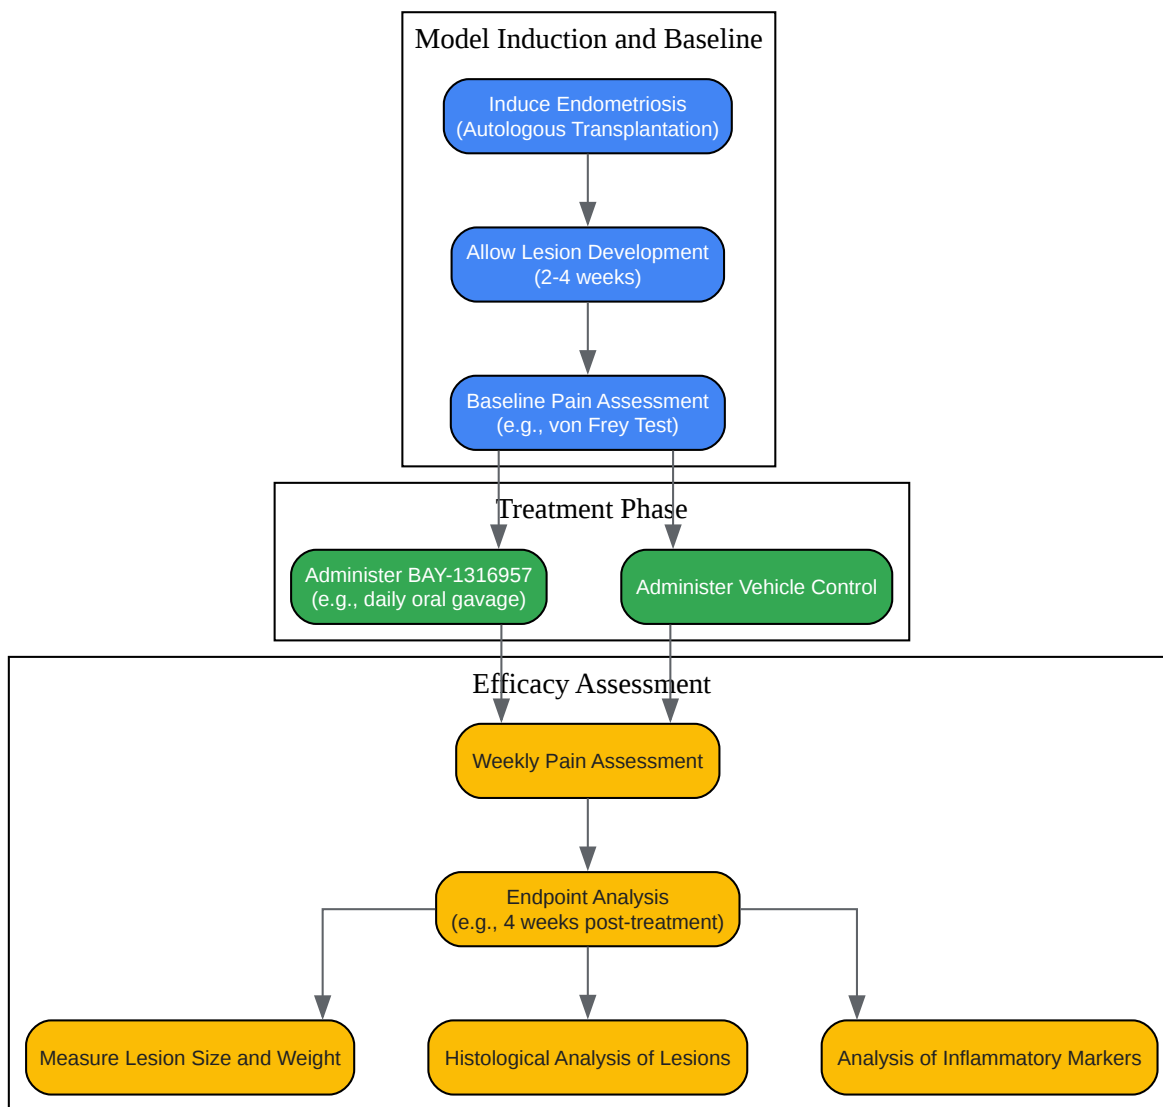 Model Induction and Baseline
Induce Endometriosis
(Autologous Transplantation)
Allow Lesion Development
(2-4 weeks)
Baseline Pain Assessment
(e.g., von Frey Test)
Treatment Phase
Administer BAY-1316957
(e.g., daily oral gavage)
Administer Vehicle Control
Efficacy Assessment
Weekly Pain Assessment
Endpoint Analysis
(e.g., 4 weeks post-treatment)
Measure Lesion Size and Weight
Histological Analysis of Lesions
Analysis of Inflammatory Markers